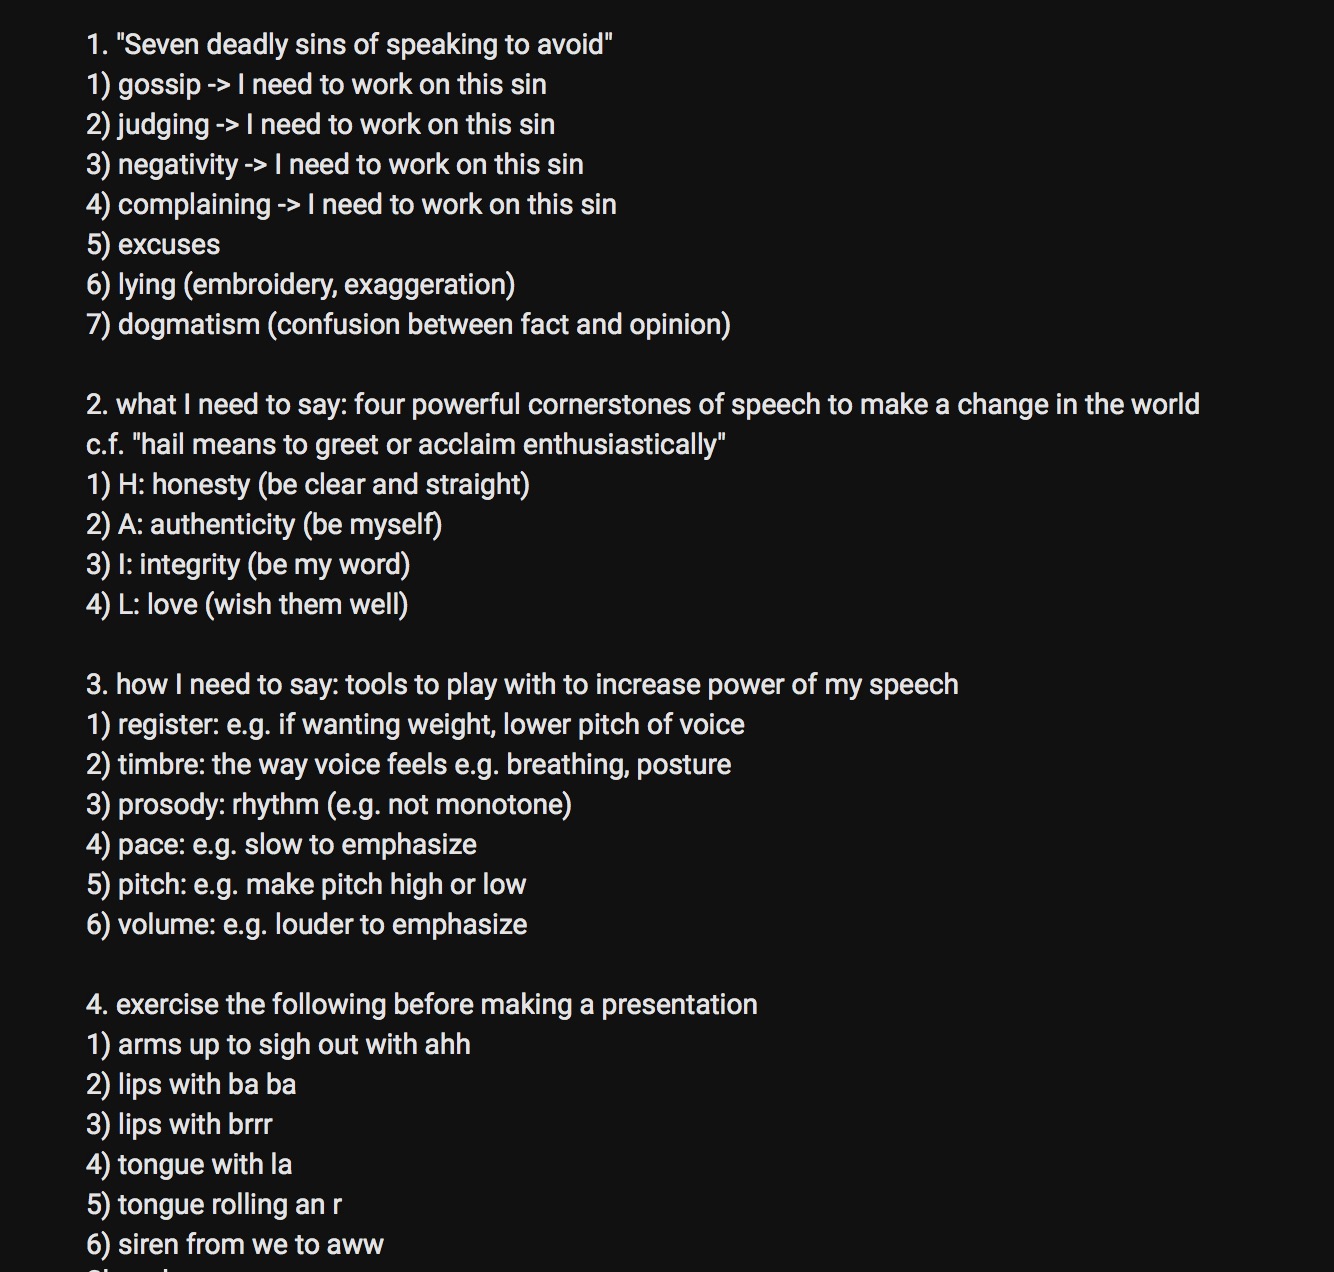 1. "Seven deadly sins of speaking to avoid"
1) gossip -> I need to work on this sin
2) judging -> I need to work on this sin
3) negativity -> I need to work on this sin
4) complaining -> I need to work on this sin
5) excuses
6) lying (embroidery, exaggeration)
7) dogmatism (confusion between fact and opinion)
2. what I need to say: four powerful cornerstones of speech to make a change in the world
c.f. "hail means to greet or acclaim enthusiastically"
1) H: honesty (be clear and straight)
2) A: authenticity (be myself)
3) I: integrity (be my word)
4) L: love (wish them well)
3. how I need to say: tools to play with to increase power of my speech
1) register: e.g. if wanting weight, lower pitch of voice
2) timbre: the way voice feels e.g. breathing, posture
3) prosody: rhythm (e.g. not monotone)
4) pace: e.g. slow to emphasize
5) pitch: e.g. make pitch high or low
6) volume: e.g. louder to emphasize
4. exercise the following before making a presentation
1) arms up to sigh out with ahh
2) lips with ba ba
3) lips with brrr
4) tongue with la
5) tongue rolling an r
6) siren from we to aww